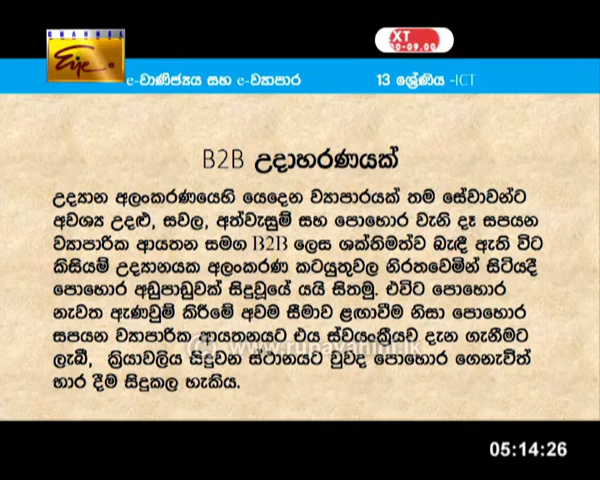 CHANNEL
Eye
XT
00-09.00
e-වාණිජ්‍යය සහ e-ව්‍යාපාර
13 ශ්‍රේණිය -ICT
B2B උදාහරණයක්
උද්‍යාන අලංකරණයෙහි යෙදෙන ව්‍යාපාරයක් තම සේවාවන්ට
අවශ්‍ය උදළු, සවල, අත්වැසුම් සහ පොහොර වැනි දෑ සපයන
ව්‍යාපාරික ආයතන සමග B2B ලෙස ශක්තිමත්ව බැඳී ඇති විට
කිසියම් උද්‍යානයක අලංකරණ කටයුතුවල නිරතවෙමින් සිටියදී
පොහොර අඩුපාඩුවක් සිදුවූයේ යයි සිතමු. එවිට පොහොර
නැවත ඇණවුම් කිරීමේ අවම සීමාව ළඟාවීම නිසා පොහොර
සපයන ව්‍යාපාරික ආයතනයට එය ස්වයංක්‍රීයව දැන ගැනීමට
ලැබී, ක්‍රියාවලිය සිදුවන ස්ථානයට වුවද පොහොර ගෙනැවිත්
භාර දීම සිදුකල හැකිය.
www.rupavahini.lk
05:14:26